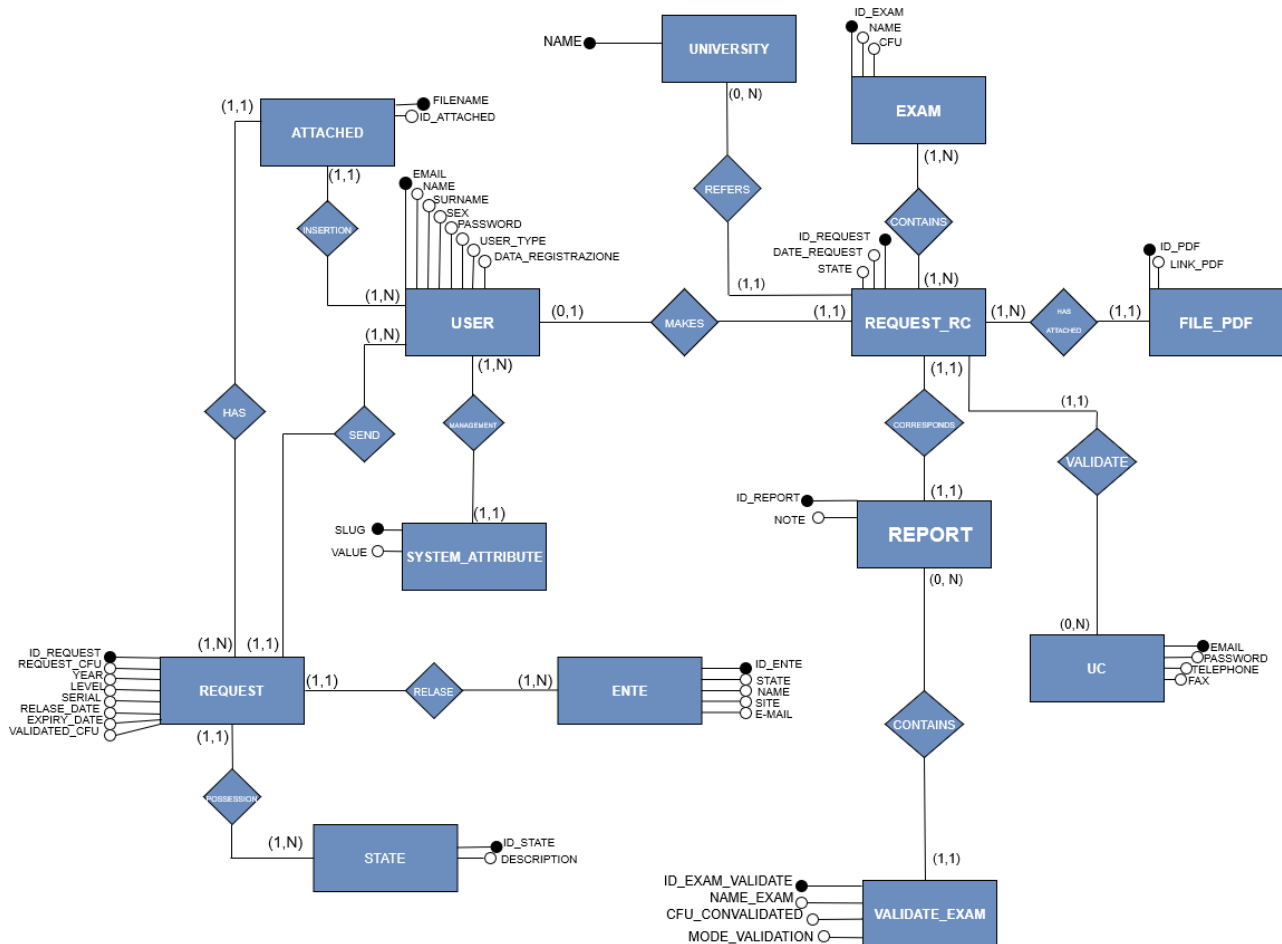 ID_EXAM
NAME
CFU
NAME
UNIVERSITY
(0, N)
EXAM
(1,N)
(1,1)
FILENAME
ID_ATTACHED
ATTACHED
(1,1)
REFERS
CONTAINS
INSERTION
EMAIL
NAME
SURNAME
SEX
PASSWORD
USER_TYPE
DATA_REGISTRAZIONE
ID_REQUEST
DATE_REQUEST
STATE
ID_PDF
LINK_PDF
(1,1)
(1,N)
(1,N)
USER
(0,1)
MAKES
(1,1)
REQUEST_RC
(1,N)
HAS
ATTACHED
(1,1)
FILE_PDF
(1,N)
(1,N)
(1,1)
HAS
SEND
MANAGEMENT
CORRESPONDS
(1,1)
VALIDATE
(1,1)
(1,1)
ID_REPORT
NOTE
REPORT
SLUG
VALUE
SYSTEM_ATTRIBUTE
(0, N)
(1,N)
(1,1)
(0,N)
ID_REQUEST
REQUEST_CFU
YEAR
LEVEL
SERIAL
RELASE_DATE
EXPIRY_DATE
VALIDATED_CFU
REQUEST
(1,1)
RELASE
(1,N)
ENTE
ID_ENTE
STATE
NAME
SITE
E-MAIL
UC
EMAIL
PASSWORD
TELEPHONE
FAX
(1,1)
CONTAINS
POSSESSION
(1,N)
STATE
ID_STATE
DESCRIPTION
(1,1)
ID_EXAM_VALIDATE
NAME_EXAM
CFU_CONVALIDATED
MODE_VALIDATION
VALIDATE_EXAM